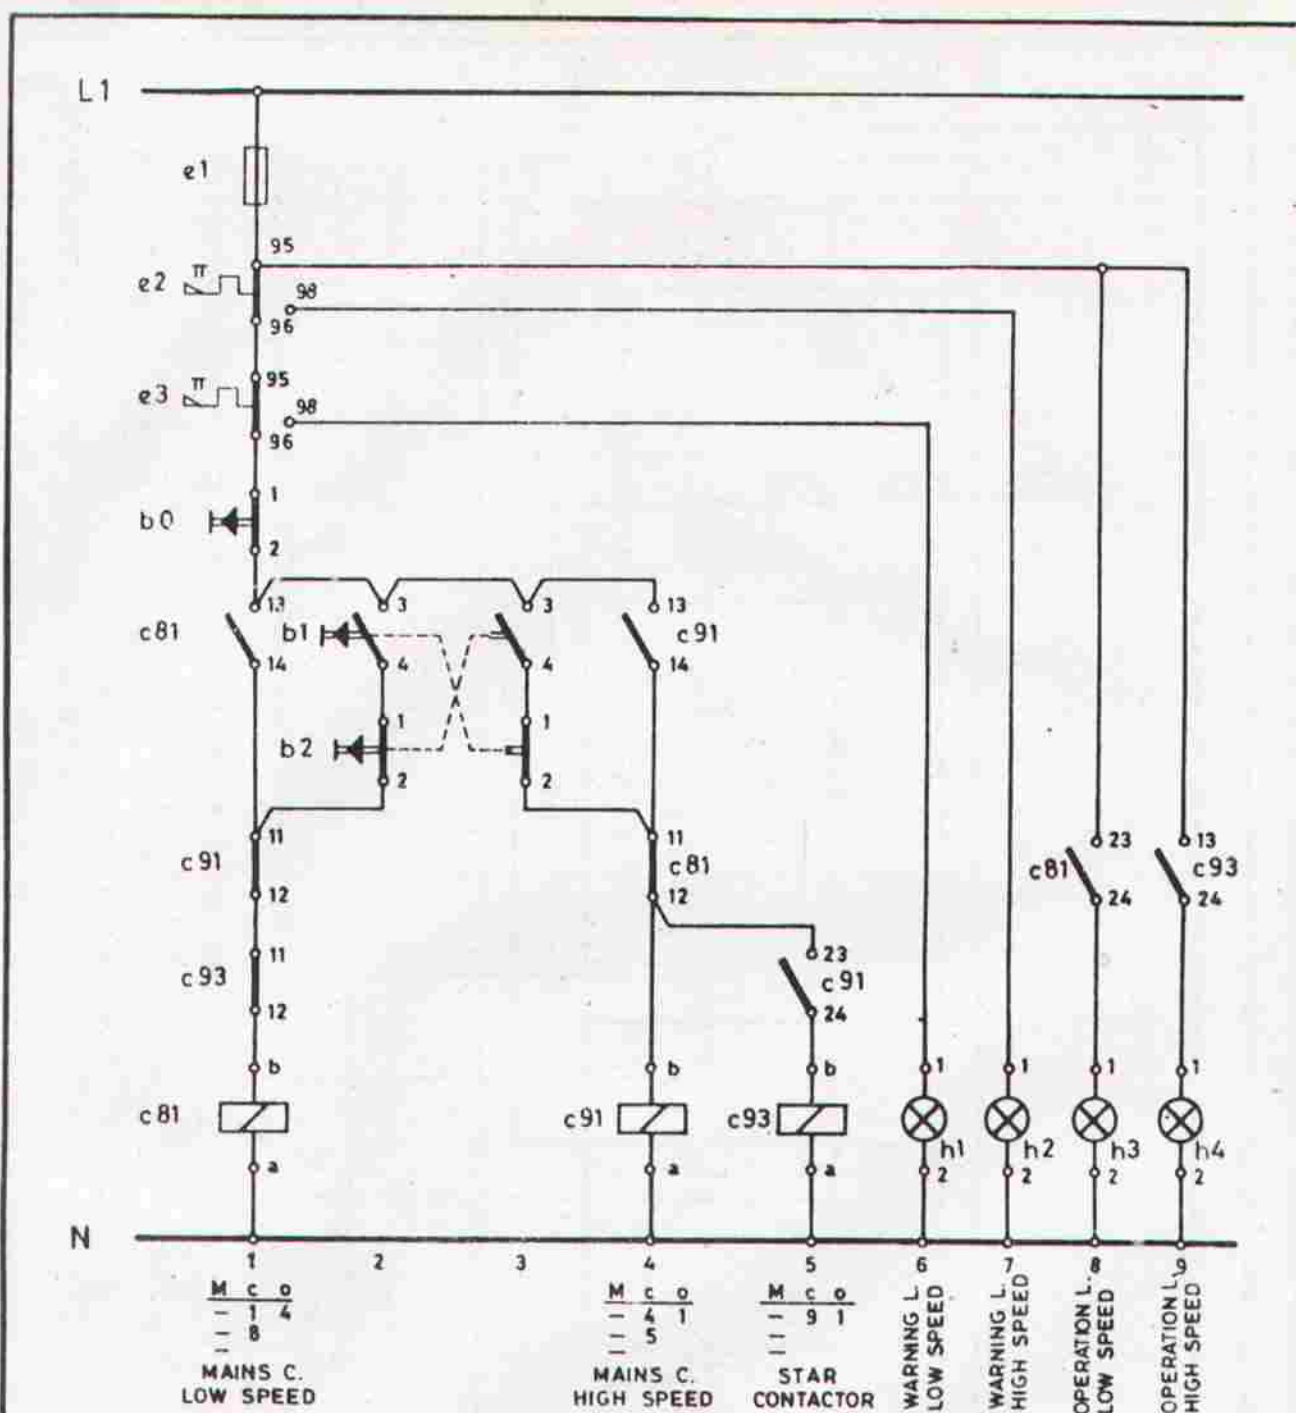 L1
e1
95
e2
π
98
96
e3
π
95
98
96
b0
1
2
13
3
3
13
c81
b1
c91
14
4
4
14
1
1
b2
2
2
11
11
23
13
c91
c81
c81
c93
12
12
24
24
11
23
c93
c91
12
24
b
b
b
1
1
1
1
c81
c91
c93
h1
h2
h3
h4
a
a
a
2
2
2
2
N
1
2
3
4
5
6
7
8
9
M c o
- 1 4
- 8
-
MAINS C.
LOW SPEED
M c o
- 4 1
- 5
-
MAINS C.
HIGH SPEED
M c o
- 9 1
-
-
STAR
CONTACTOR
WARNING L.
LOW SPEED
WARNING L.
HIGH SPEED
OPERATION L.
LOW SPEED
OPERATION L.
HIGH SPEED